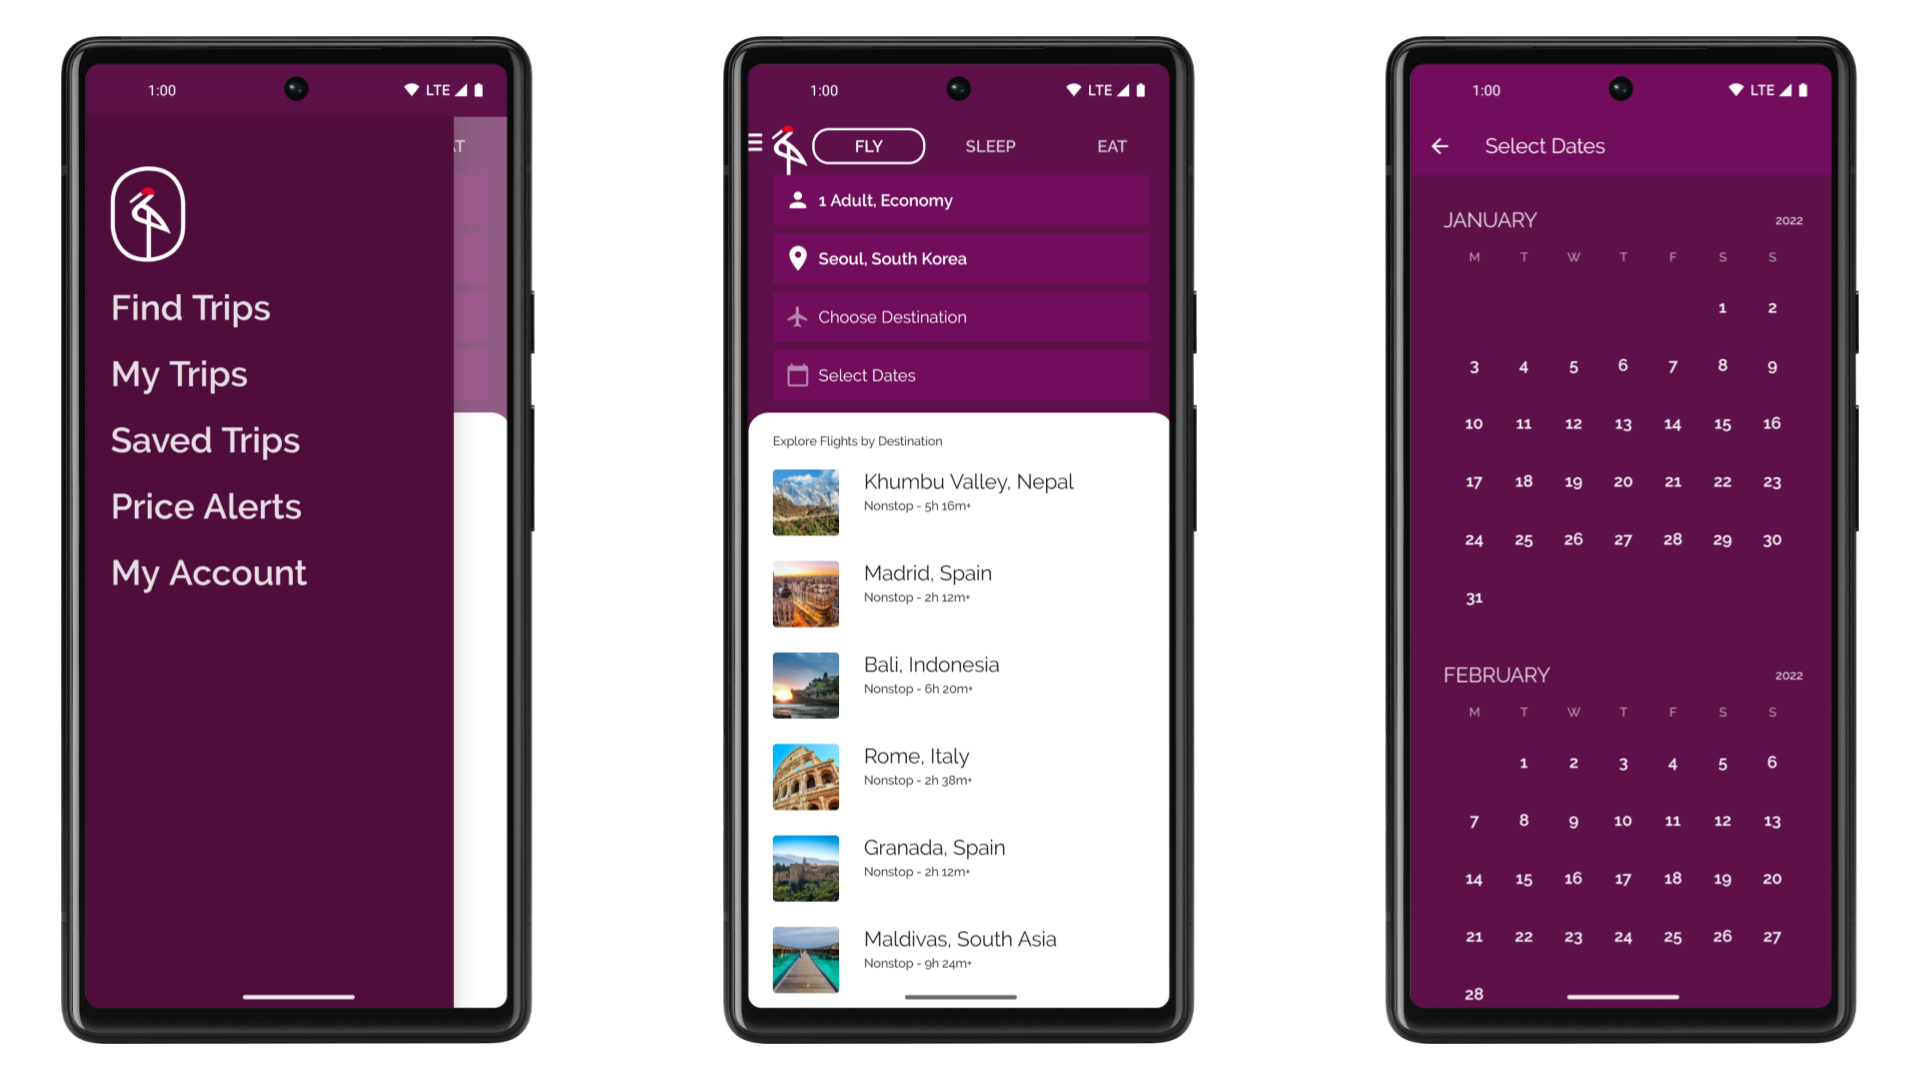 1:00
LTE
AT
Find Trips
My Trips
Saved Trips
Price Alerts
My Account
1:00
LTE
FLY
SLEEP
EAT
1 Adult, Economy
Seoul, South Korea
Choose Destination
Select Dates
Explore Flights by Destination
Khumbu Valley, Nepal
Nonstop - 5h 16m+
Madrid, Spain
Nonstop - 2h 12m+
Bali, Indonesia
Nonstop - 6h 20m+
Rome, Italy
Nonstop - 2h 38m+
Granada, Spain
Nonstop - 2h 12m+
Maldivas, South Asia
Nonstop - 9h 24m+
1:00
LTE
Select Dates
JANUARY 2022
M T W T F S S
1 2
3 4 5 6 7 8 9
10 11 12 13 14 15 16
17 18 19 20 21 22 23
24 25 26 27 28 29 30
31
FEBRUARY 2022
M T W T F S S
1 2 3 4 5 6
7 8 9 10 11 12 13
14 15 16 17 18 19 20
21 22 23 24 25 26 27
28